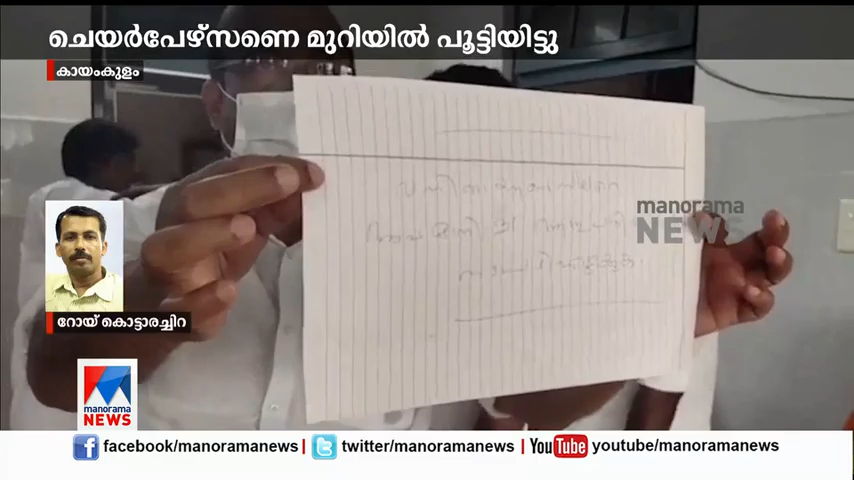 ചെയർപേഴ്സണെ മുറിയിൽ പൂട്ടിയിട്ടു
കായംകുളം
manorama
NEWS
റോയ് കൊട്ടാരച്ചിറ
manorama
NEWS
facebook/manoramanews
twitter/manoramanews
YouTube youtube/manoramanews